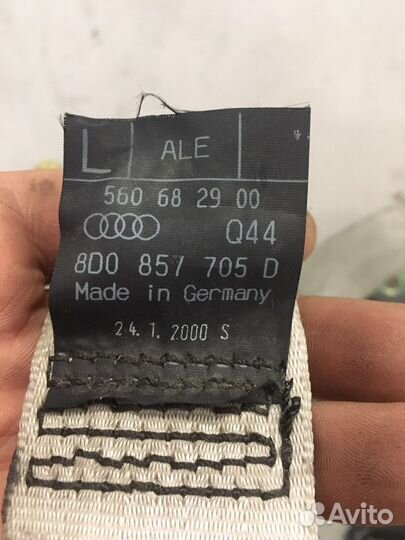 L ALE
560 68 29 00
Q44
8D0 857 705 D
Made in Germany
24. 1. 2000 S
Avito